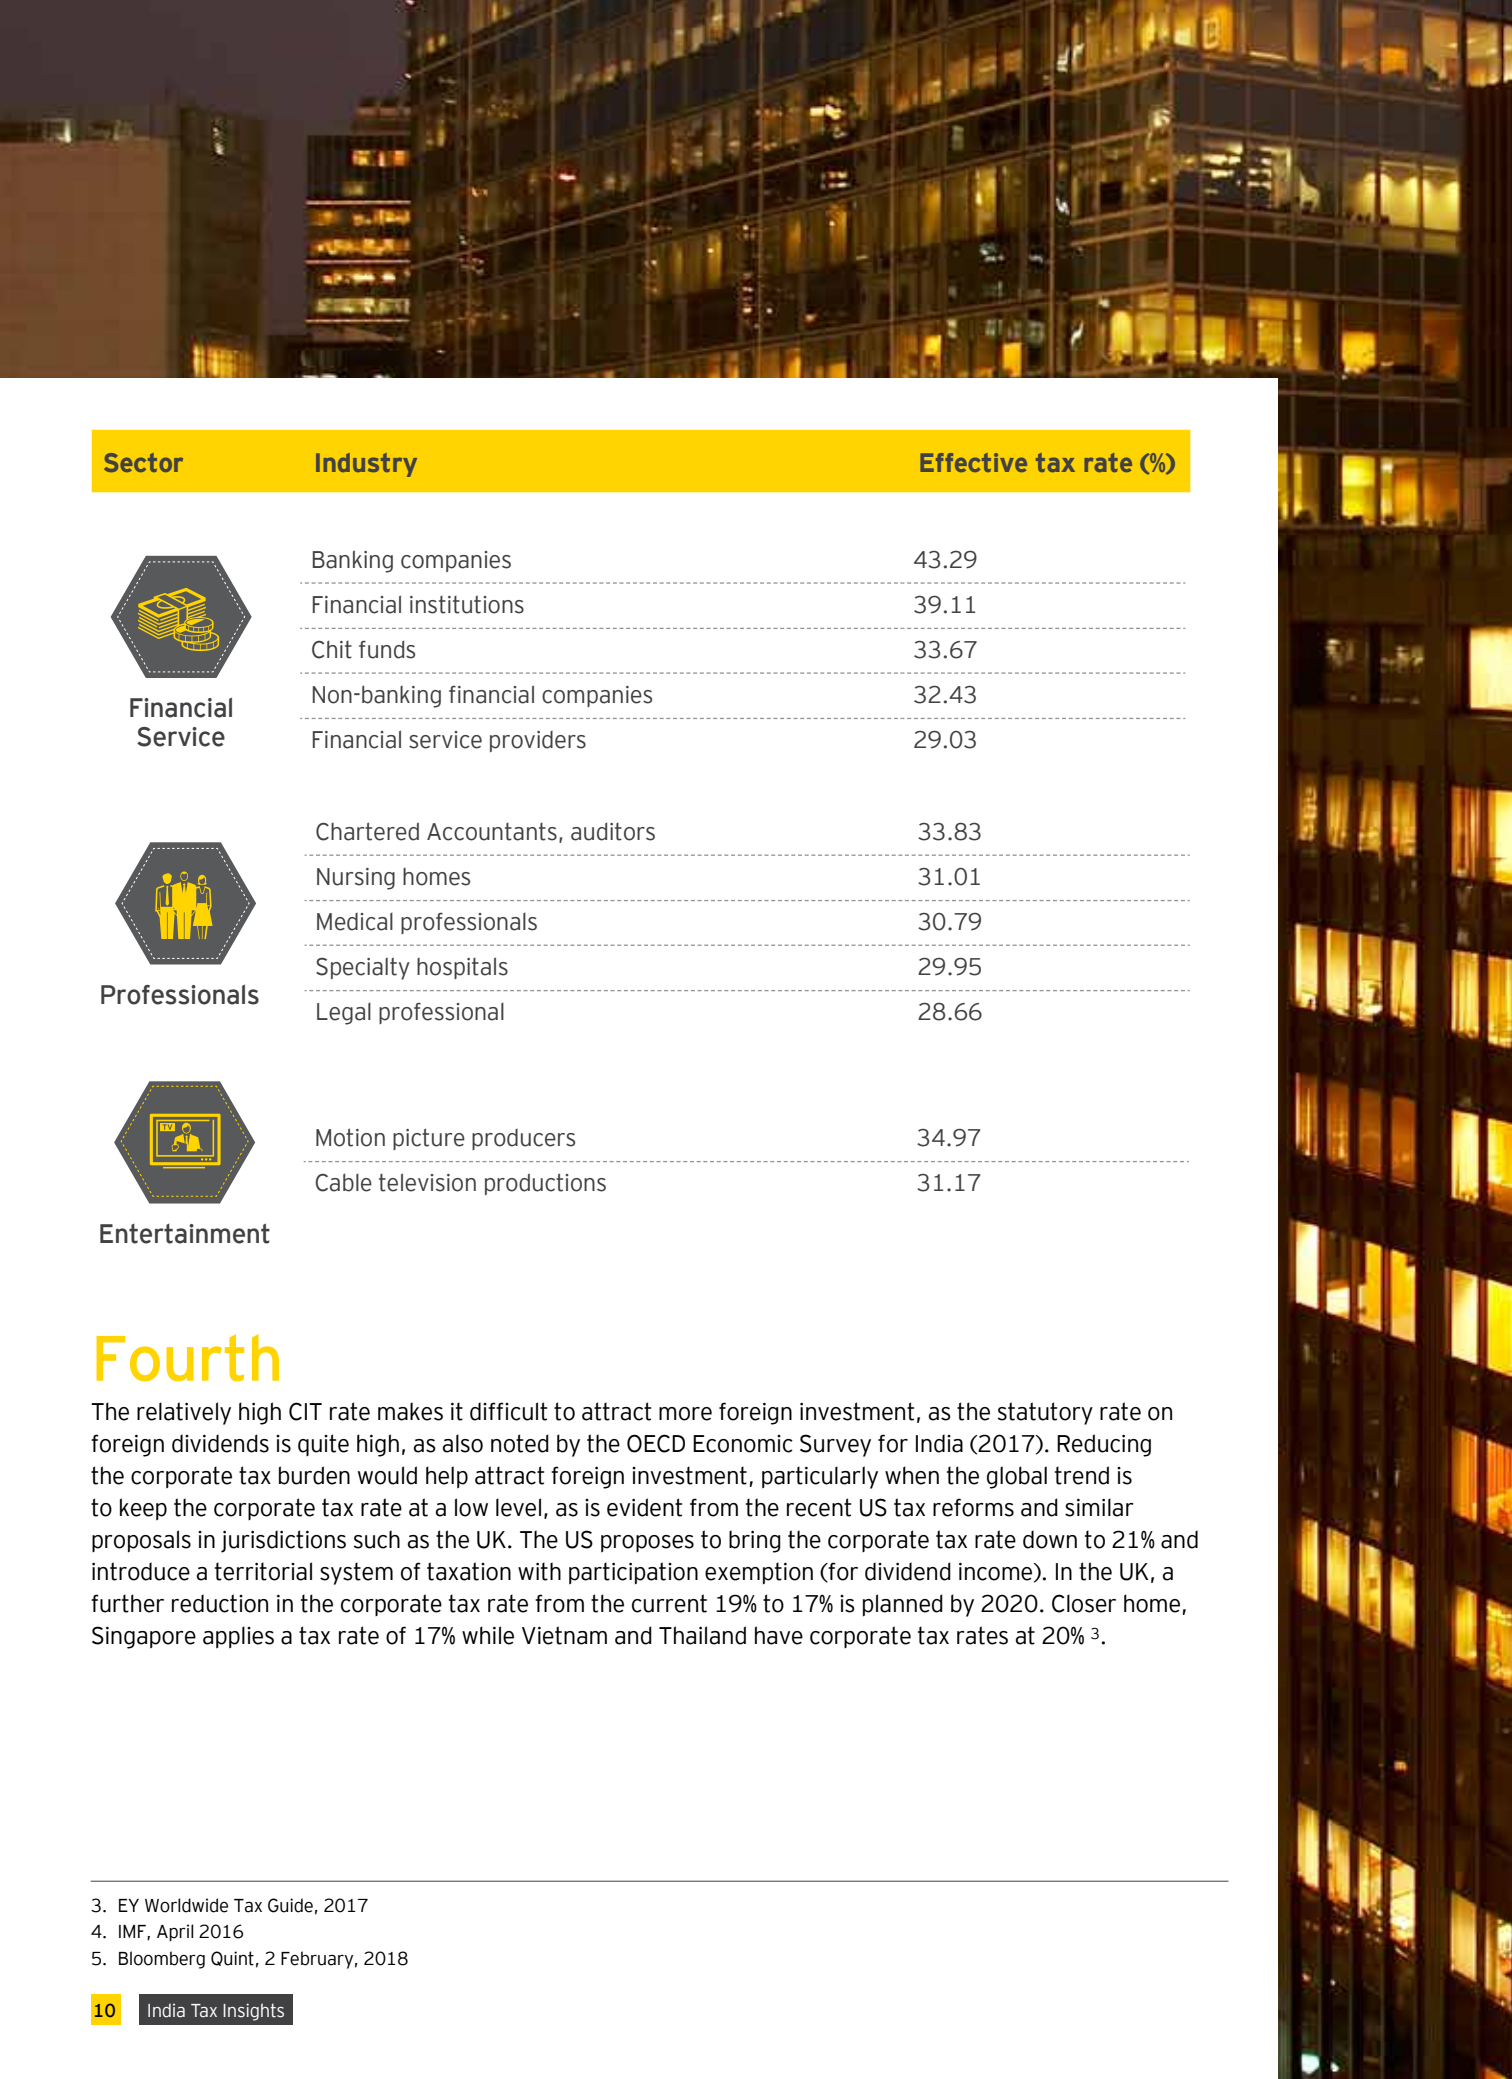 Sector Industry Effective tax rate (%)
Banking companies 43.29
Financial institutions 39.11
Chit funds 33.67
Non-banking financial companies 32.43
Financial service providers 29.03
Financial
Service
Chartered Accountants, auditors 33.83
Nursing homes 31.01
Medical professionals 30.79
Specialty hospitals 29.95
Legal professional 28.66
Professionals
TV
Motion picture producers 34.97
Cable television productions 31.17
Entertainment
Fourth
The relatively high CIT rate makes it difficult to attract more foreign investment, as the statutory rate on
foreign dividends is quite high, as also noted by the OECD Economic Survey for India (2017). Reducing
the corporate tax burden would help attract foreign investment, particularly when the global trend is
to keep the corporate tax rate at a low level, as is evident from the recent US tax reforms and similar
proposals in jurisdictions such as the UK. The US proposes to bring the corporate tax rate down to 21% and
introduce a territorial system of taxation with participation exemption (for dividend income). In the UK, a
further reduction in the corporate tax rate from the current 19% to 17% is planned by 2020. Closer home,
Singapore applies a tax rate of 17% while Vietnam and Thailand have corporate tax rates at 20% 3.
3. EY Worldwide Tax Guide, 2017
4. IMF, April 2016
5. Bloomberg Quint, 2 February, 2018
10 India Tax Insights